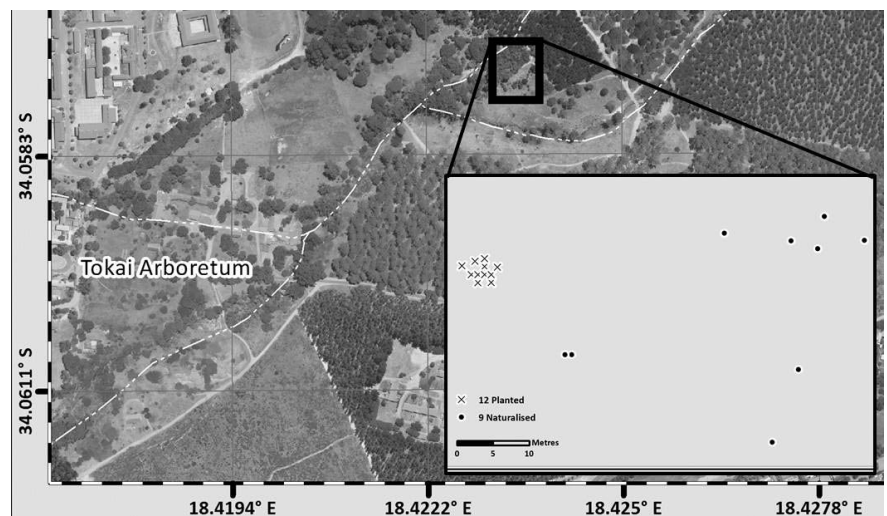 34.0583° S
Tokai Arboretum
34.0611° S
12 Planted
9 Naturalised
Metres
0 5 10
18.4194° E 18.4222° E 18.425° E 18.4278° E